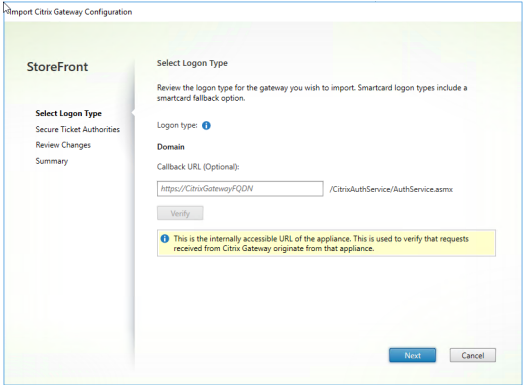 Import Citrix Gateway Configuration
StoreFront
Select Logon Type
Secure Ticket Authorities
Review Changes
Summary
Select Logon Type
Review the logon type for the gateway you wish to import. Smartcard logon types include a
smartcard fallback option.
Logon type:
Domain
Callback URL (Optional):
https://CitrixGatewayFQDN /CitrixAuthService/AuthService.asmx
Verify
This is the internally accessible URL of the appliance. This is used to verify that requests
received from Citrix Gateway originate from that appliance.
Next Cancel